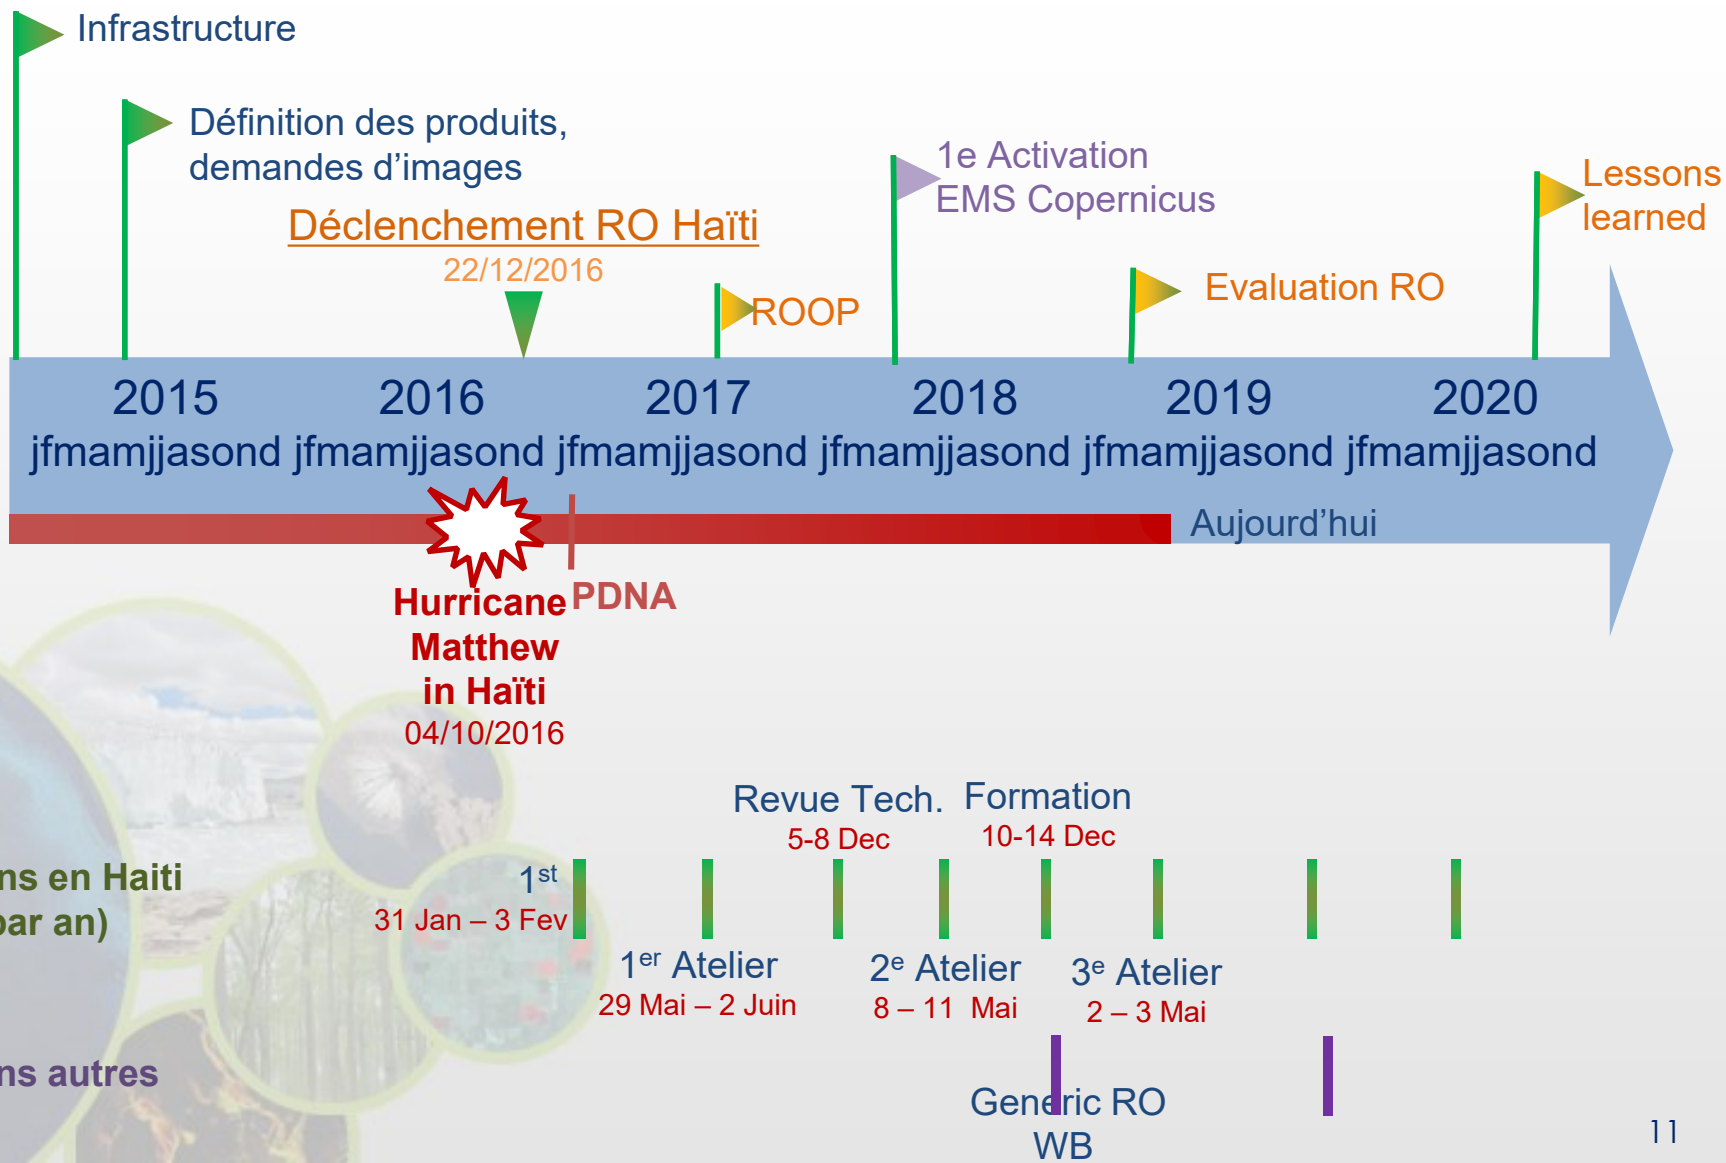 Infrastructure
Définition des produits,
demandes d'images
Déclenchement RO Haïti
22/12/2016
ROOP
1e Activation
EMS Copernicus
Evaluation RO
Lessons
learned
2015 2016 2017 2018 2019 2020
jfmamjjasond jfmamjjasond jfmamjjasond jfmamjjasond jfmamjjasond jfmamjjasond
Aujourd'hui
Hurricane
Matthew
in Haïti
04/10/2016
PDNA
Revue Tech.
5-8 Dec
Formation
10-14 Dec
ns en Haiti
par an)
1st
31 Jan – 3 Fev
1er Atelier
29 Mai – 2 Juin
2e Atelier
8 – 11 Mai
3e Atelier
2 – 3 Mai
ns autres
Generic RO
WB
11